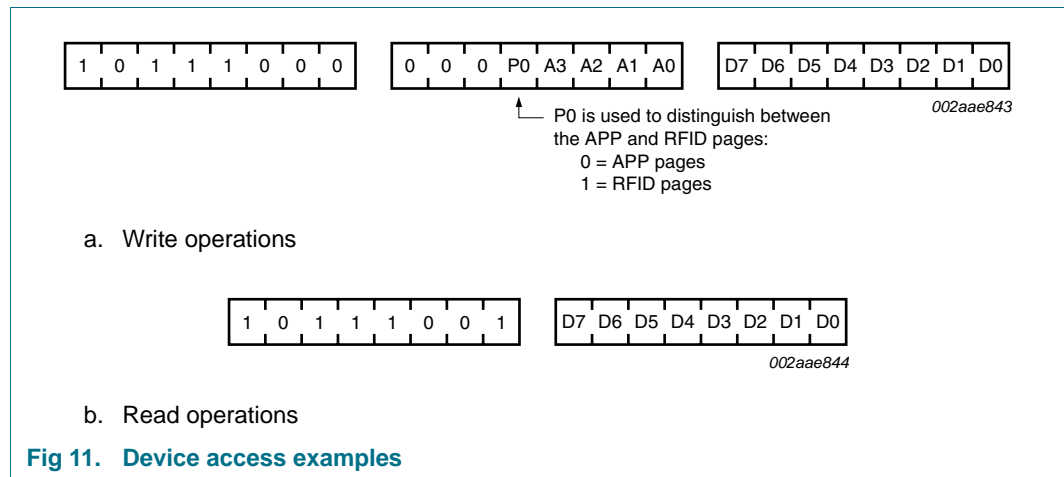 1 0 1 1 1 0 0 0 0 0 0 P0 A3 A2 A1 A0 D7 D6 D5 D4 D3 D2 D1 D0
002aae843
P0 is used to distinguish between
the APP and RFID pages:
0 = APP pages
1 = RFID pages
a. Write operations
1 0 1 1 1 0 0 1 D7 D6 D5 D4 D3 D2 D1 D0
002aae844
b. Read operations
Fig 11. Device access examples